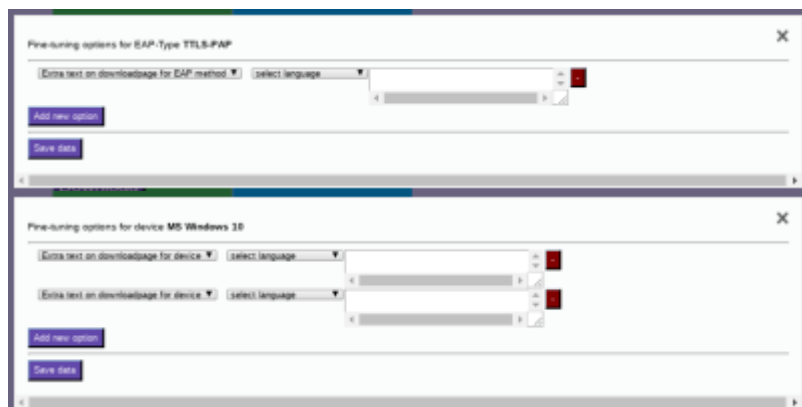 Fine-tuning options for EAP-Type TTLS-PAP
Extra text on downloadpage for EAP method select language -
Add new option
Save data
Fine-tuning options for device MS Windows 10
Extra text on downloadpage for device select language -
Extra text on downloadpage for device select language -
Add new option
Save data